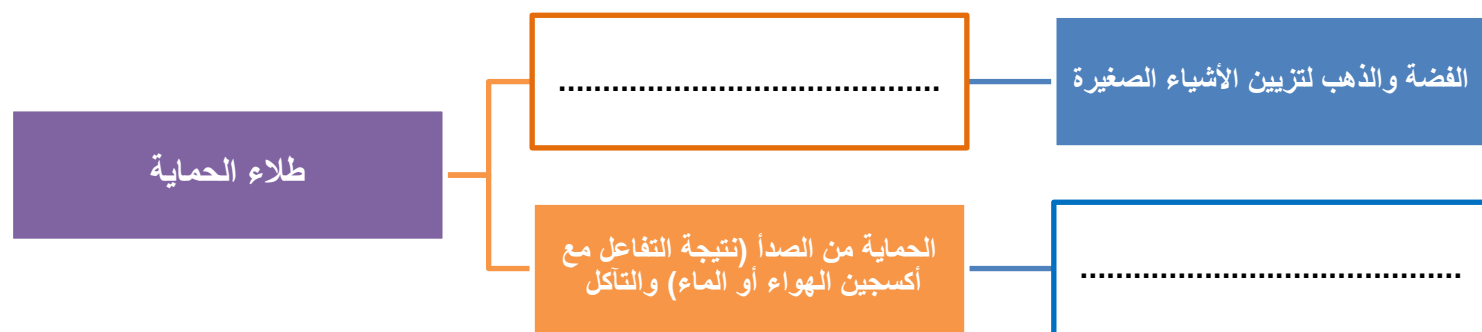 طلاء الحماية
...........................................
الفضة والذهب لتزيين الأشياء الصغيرة
الحماية من الصدأ (نتيجة التفاعل مع
أكسجين الهواء أو الماء) والتآكل
...........................................